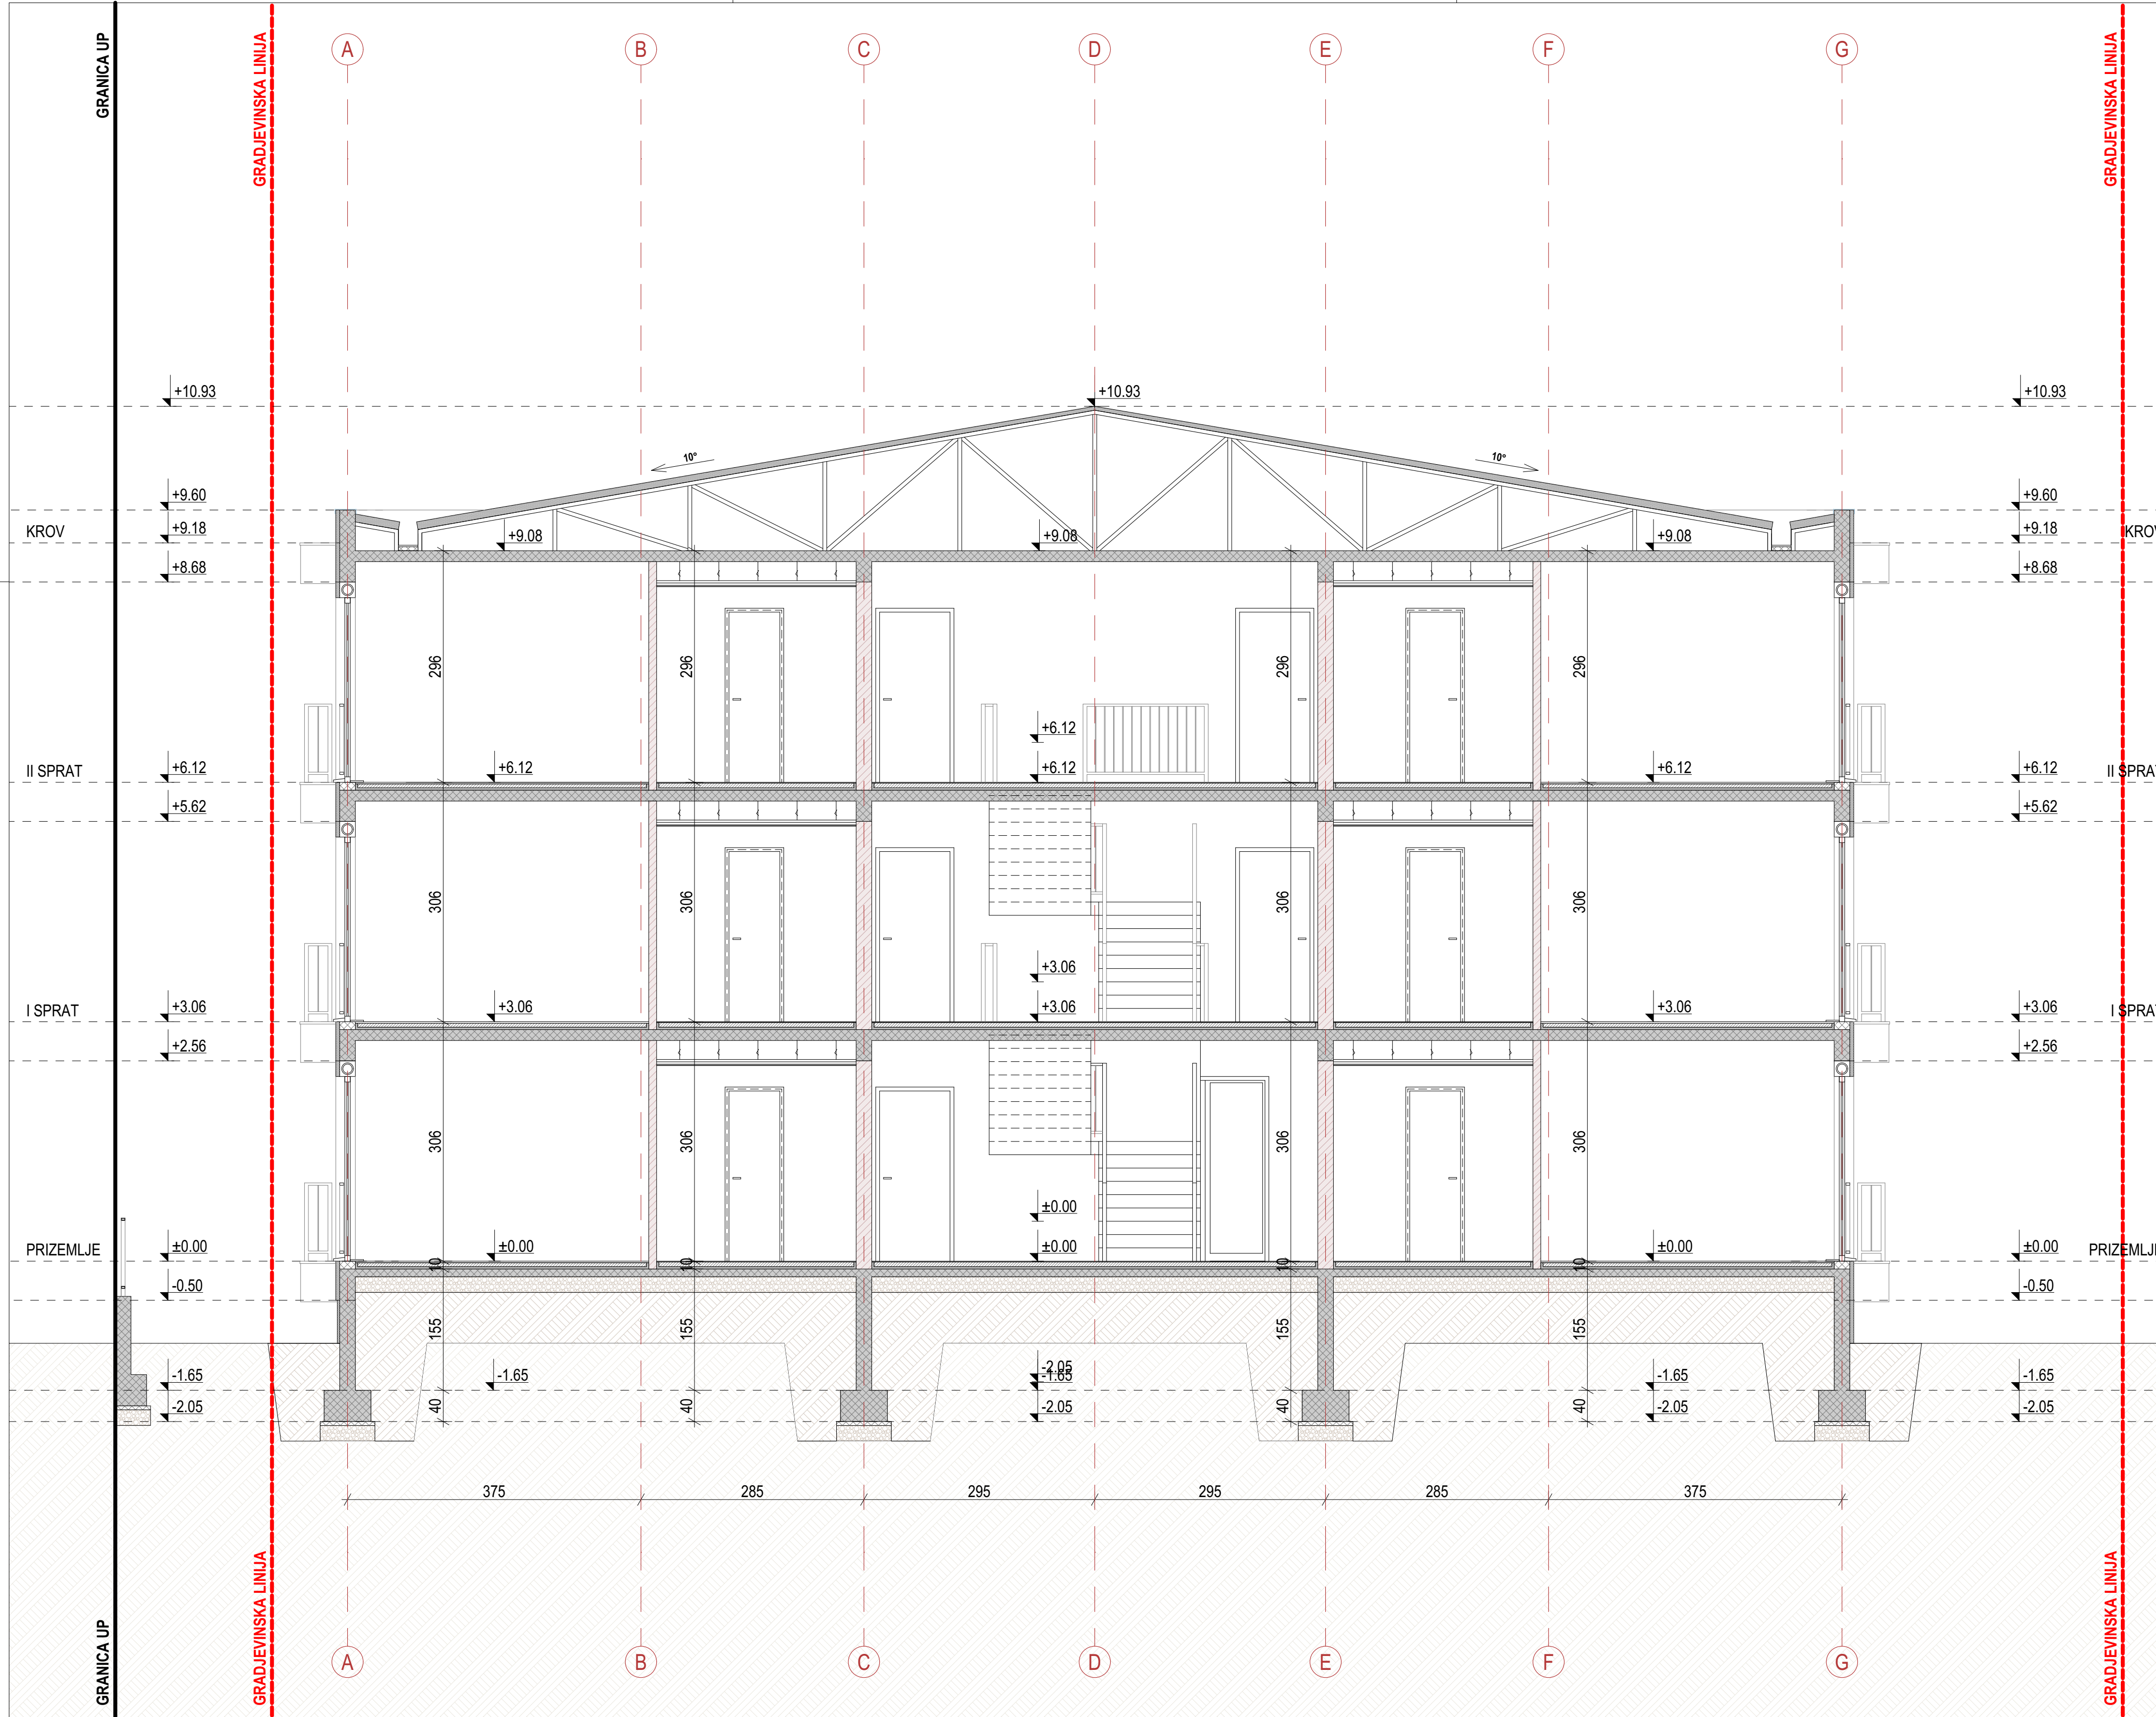 GRANICA UP
GRADJEVINSKA LINIJA
A
B
C
D
E
F
G
GRADJEVINSKA LINIJA
+10.93
+10.93
+10.93
10°
10°
+9.60
+9.60
KROV
+9.18
+9.08
+9.08
+9.08
+9.18
KROV
+8.68
+8.68
296
296
296
296
+6.12
II SPRAT
+6.12
+6.12
+6.12
+6.12
+6.12
II SPRAT
+5.62
+5.62
306
306
306
306
+3.06
I SPRAT
+3.06
+3.06
+3.06
+3.06
+3.06
I SPRAT
+2.56
+2.56
306
306
306
306
±0.00
PRIZEMLJE
±0.00
±0.00
±0.00
±0.00
±0.00
PRIZEMLJE
10
10
10
10
-0.50
-0.50
155
155
155
155
-2.05
-1.65
-1.65
-1.65
-1.65
-1.65
-2.05
40
40
-2.05
40
40
-2.05
-2.05
375
285
295
295
285
375
GRANICA UP
GRADJEVINSKA LINIJA
A
B
C
D
E
F
G
GRADJEVINSKA LINIJA